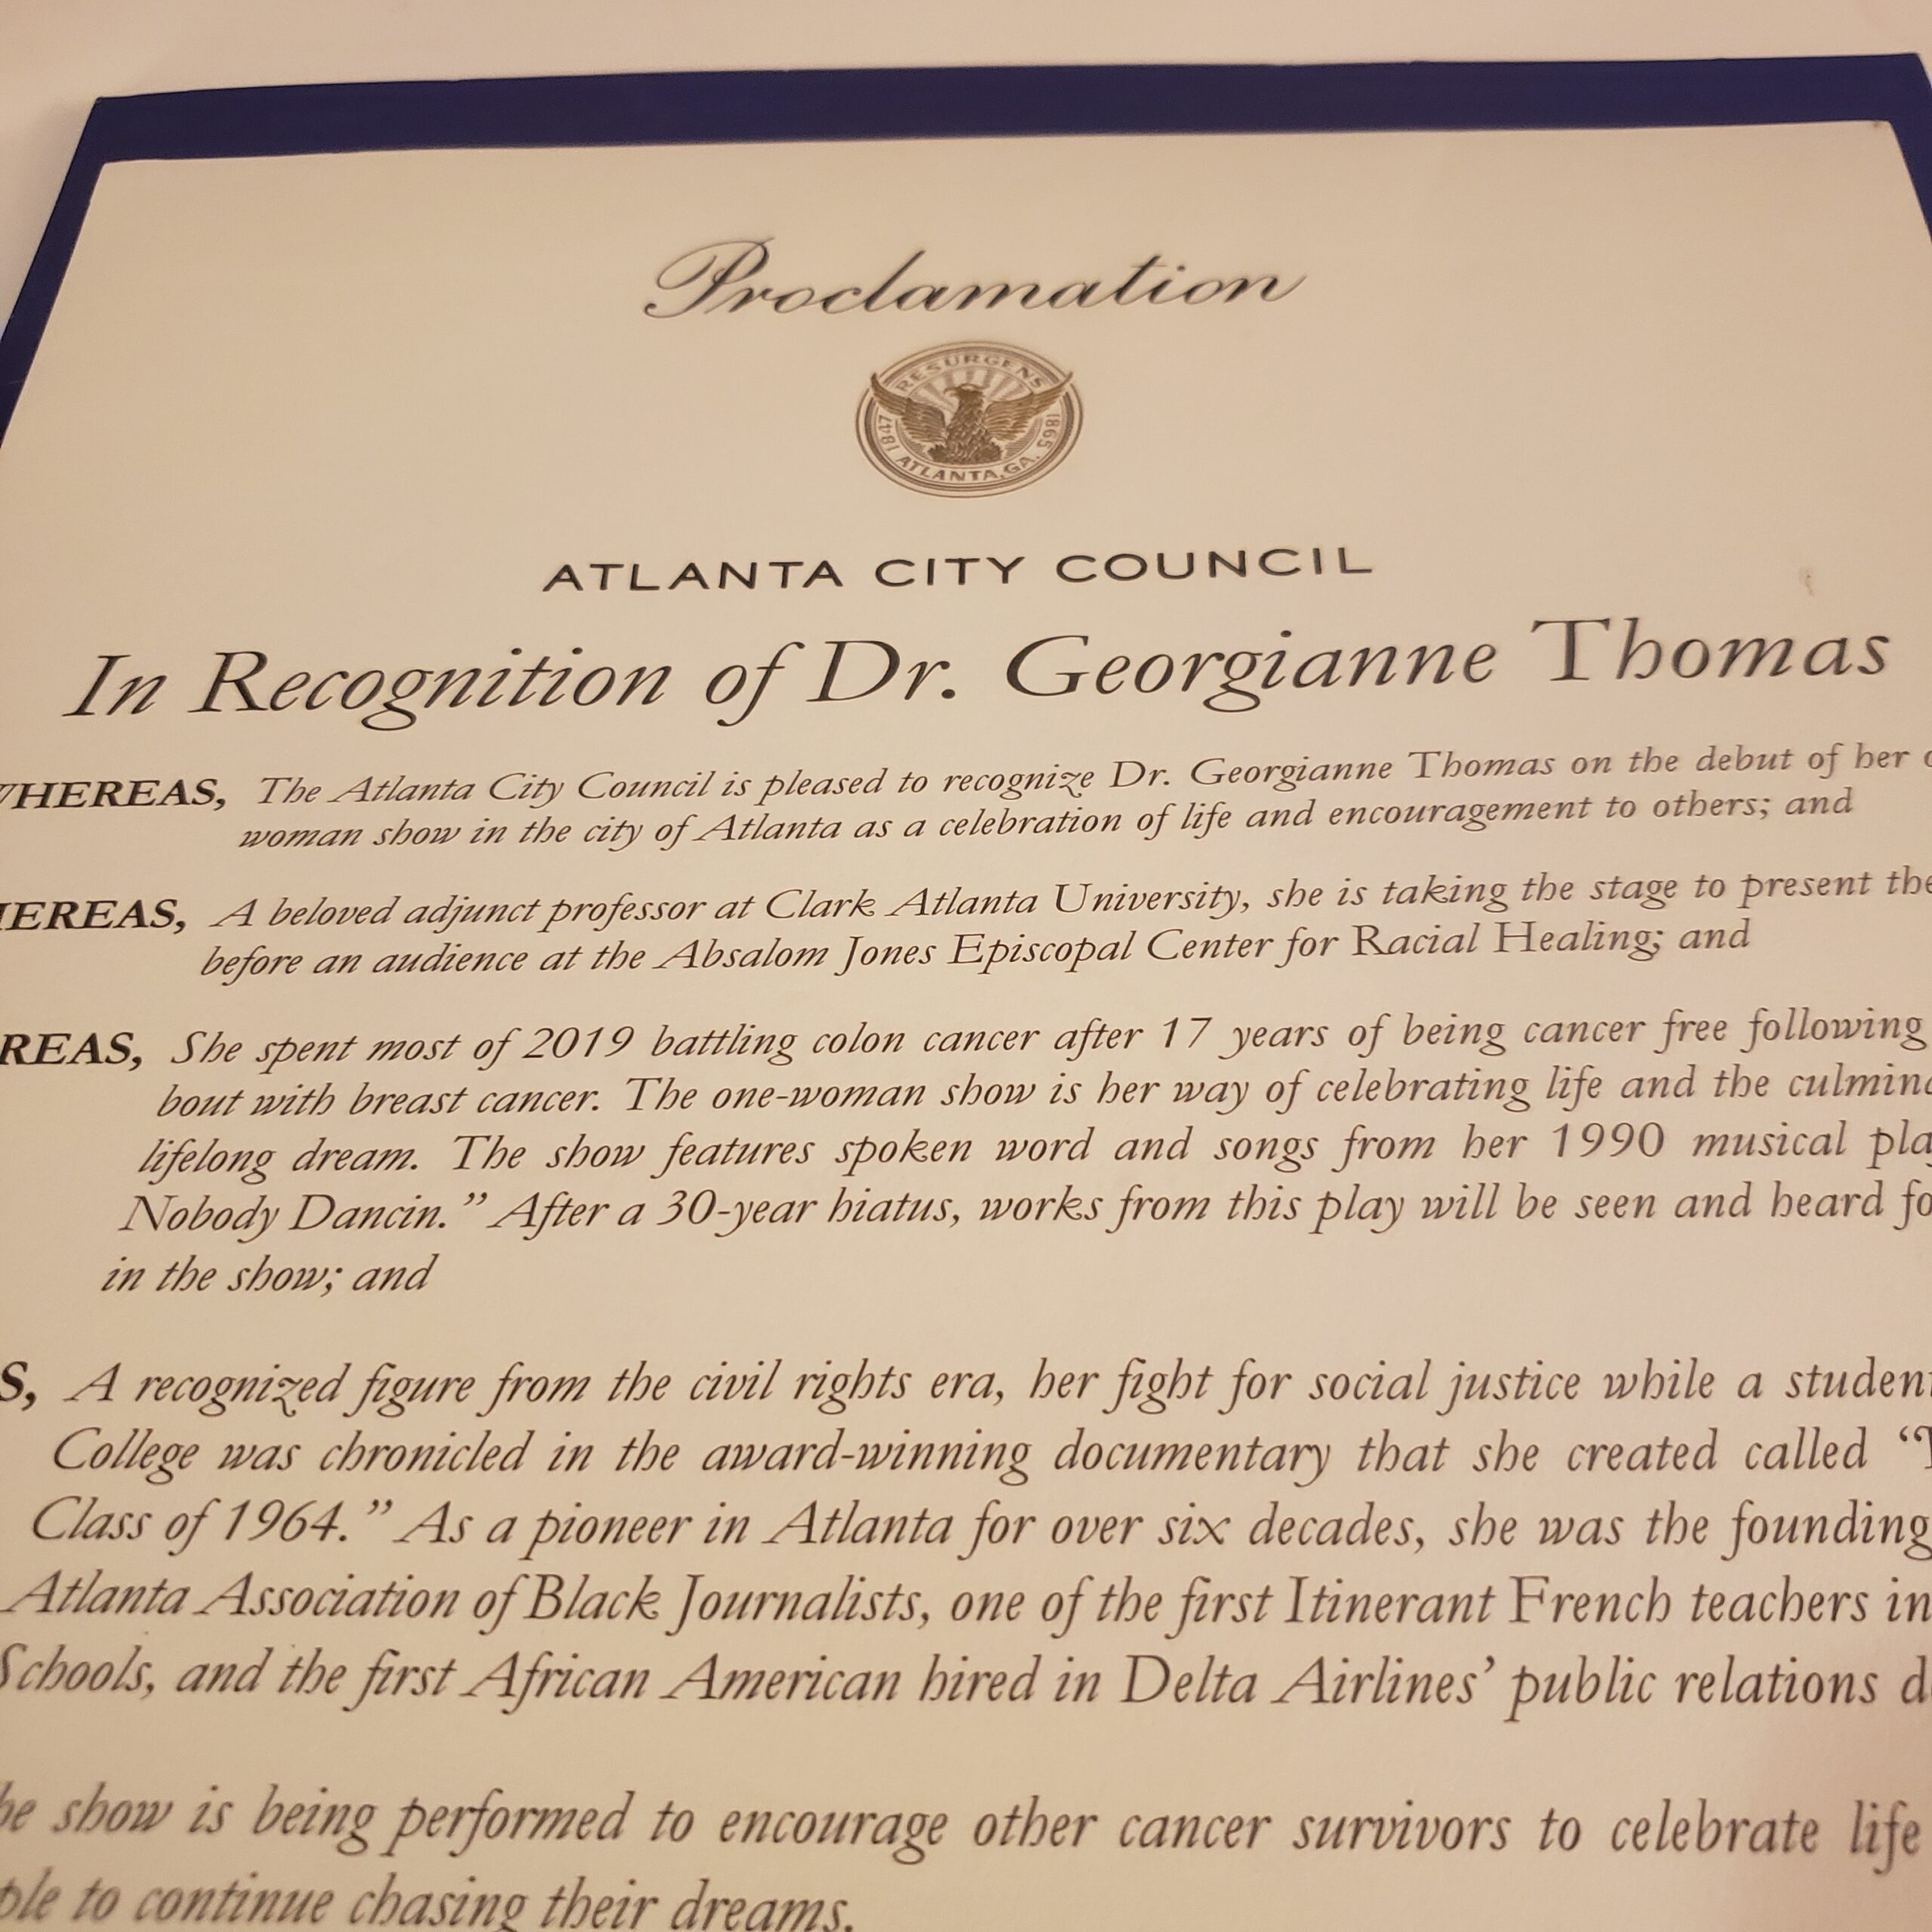 Proclamation
RESURGENS
1847 1865
ATLANTA, GA.
ATLANTA CITY COUNCIL
In Recognition of Dr. Georgianne Thomas
WHEREAS, The Atlanta City Council is pleased to recognize Dr. Georgianne Thomas on the debut of her
woman show in the city of Atlanta as a celebration of life and encouragement to others; and
HEREAS, A beloved adjunct professor at Clark Atlanta University, she is taking the stage to present the
before an audience at the Absalom Jones Episcopal Center for Racial Healing; and
REAS, She spent most of 2019 battling colon cancer after 17 years of being cancer free following
bout with breast cancer. The one-woman show is her way of celebrating life and the culmina
lifelong dream. The show features spoken word and songs from her 1990 musical pla
Nobody Dancin." After a 30-year hiatus, works from this play will be seen and heard fo
in the show; and
S, A recognized figure from the civil rights era, her fight for social justice while a student
College was chronicled in the award-winning documentary that she created called "
Class of 1964." As a pioneer in Atlanta for over six decades, she was the founding
Atlanta Association of Black Journalists, one of the first Itinerant French teachers in
Schools, and the first African American hired in Delta Airlines' public relations d
he show is being performed to encourage other cancer survivors to celebrate life
ple to continue chasing their dreams.